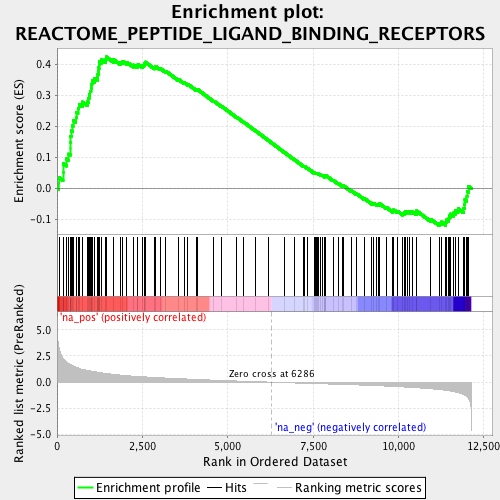 Enrichment plot:
REACTOME_PEPTIDE_LIGAND_BINDING_RECEPTORS
Enrichment score (ES)
0.4
0.3
0.2
0.1
0.0
-0.1
Ranked list metric (PreRanked)
'na_pos' (positively correlated)
5.0
2.5
0.0
-2.5
-5.0
Zero cross at 6286
'na_neg' (negatively correlated)
0
2,500
5,000
7,500
10,000
12,500
Rank in Ordered Dataset
Enrichment profile
Hits
Ranking metric scores